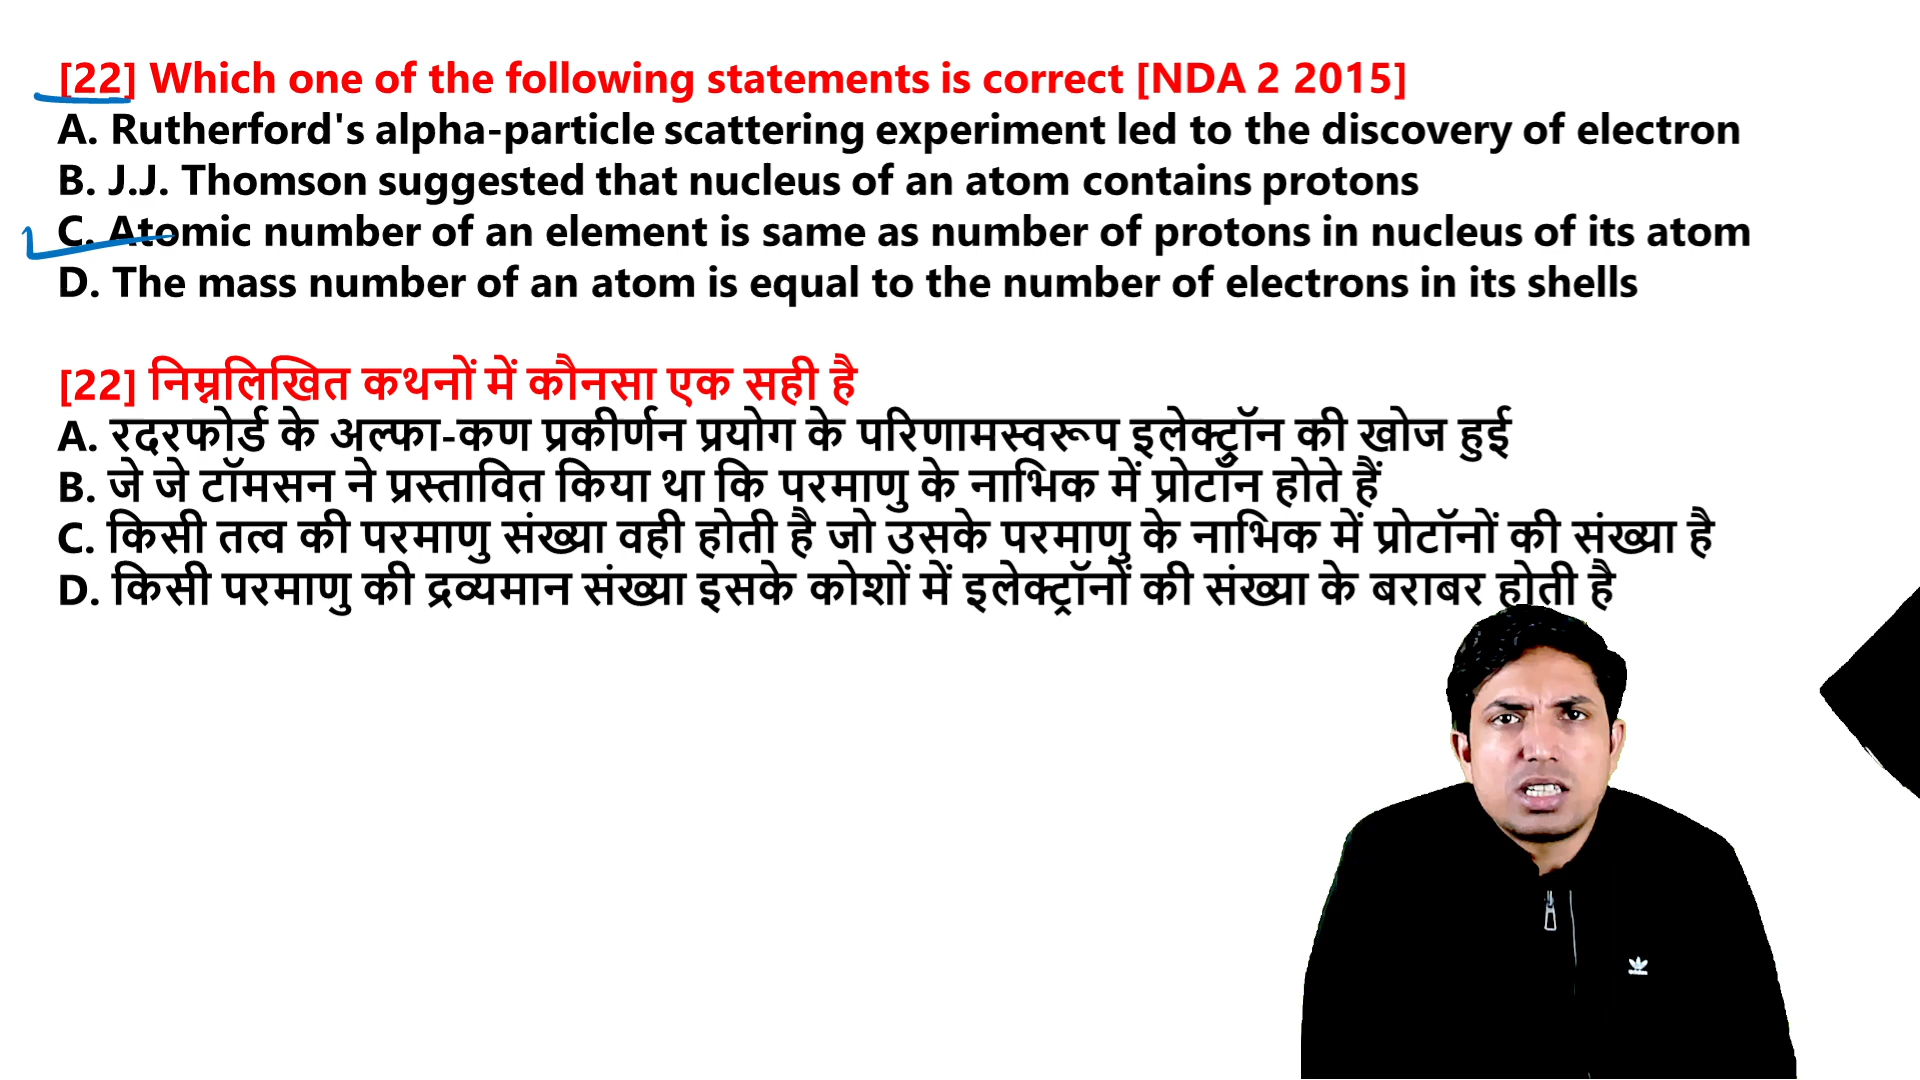 [22] Which one of the following statements is correct [NDA 2 2015]
A. Rutherford's alpha-particle scattering experiment led to the discovery of electron
B. J.J. Thomson suggested that nucleus of an atom contains protons
C. Atomic number of an element is same as number of protons in nucleus of its atom
D. The mass number of an atom is equal to the number of electrons in its shells
[22] निम्नलिखित कथनों में कौनसा एक सही है
A. रदरफोर्ड के अल्फा-कण प्रकीर्णन प्रयोग के परिणामस्वरूप इलेक्ट्रॉन की खोज हुई
B. जे जे टॉमसन ने प्रस्तावित किया था कि परमाणु के नाभिक में प्रोटॉन होते हैं
C. किसी तत्व की परमाणु संख्या वही होती है जो उसके परमाणु के नाभिक में प्रोटॉनों की संख्या है
D. किसी परमाणु की द्रव्यमान संख्या इसके कोशों में इलेक्ट्रॉनों की संख्या के बराबर होती है